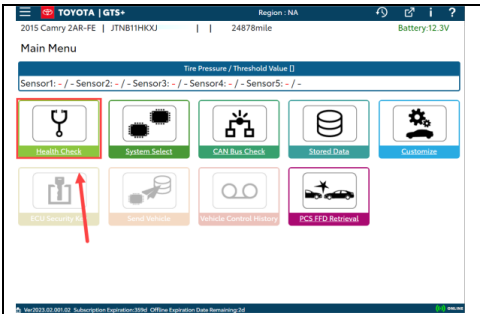 TOYOTA | GTS+ Region : NA
2015 Camry 2AR-FE | JTNB11HKXJ | | 24878mile Battery:12.3V
Main Menu
Tire Pressure / Threshold Value []
Sensor1: - / - Sensor2: - / - Sensor3: - / - Sensor4: - / - Sensor5: - / -
Health Check System Select CAN Bus Check Stored Data Customize
Send Vehicle Vehicle Control History PCS FFD Retrieval
ECU Security
Ver2023.02.001.02 Subscription Expiration:359d Offline Expiration Date Remaining:2d ONLINE